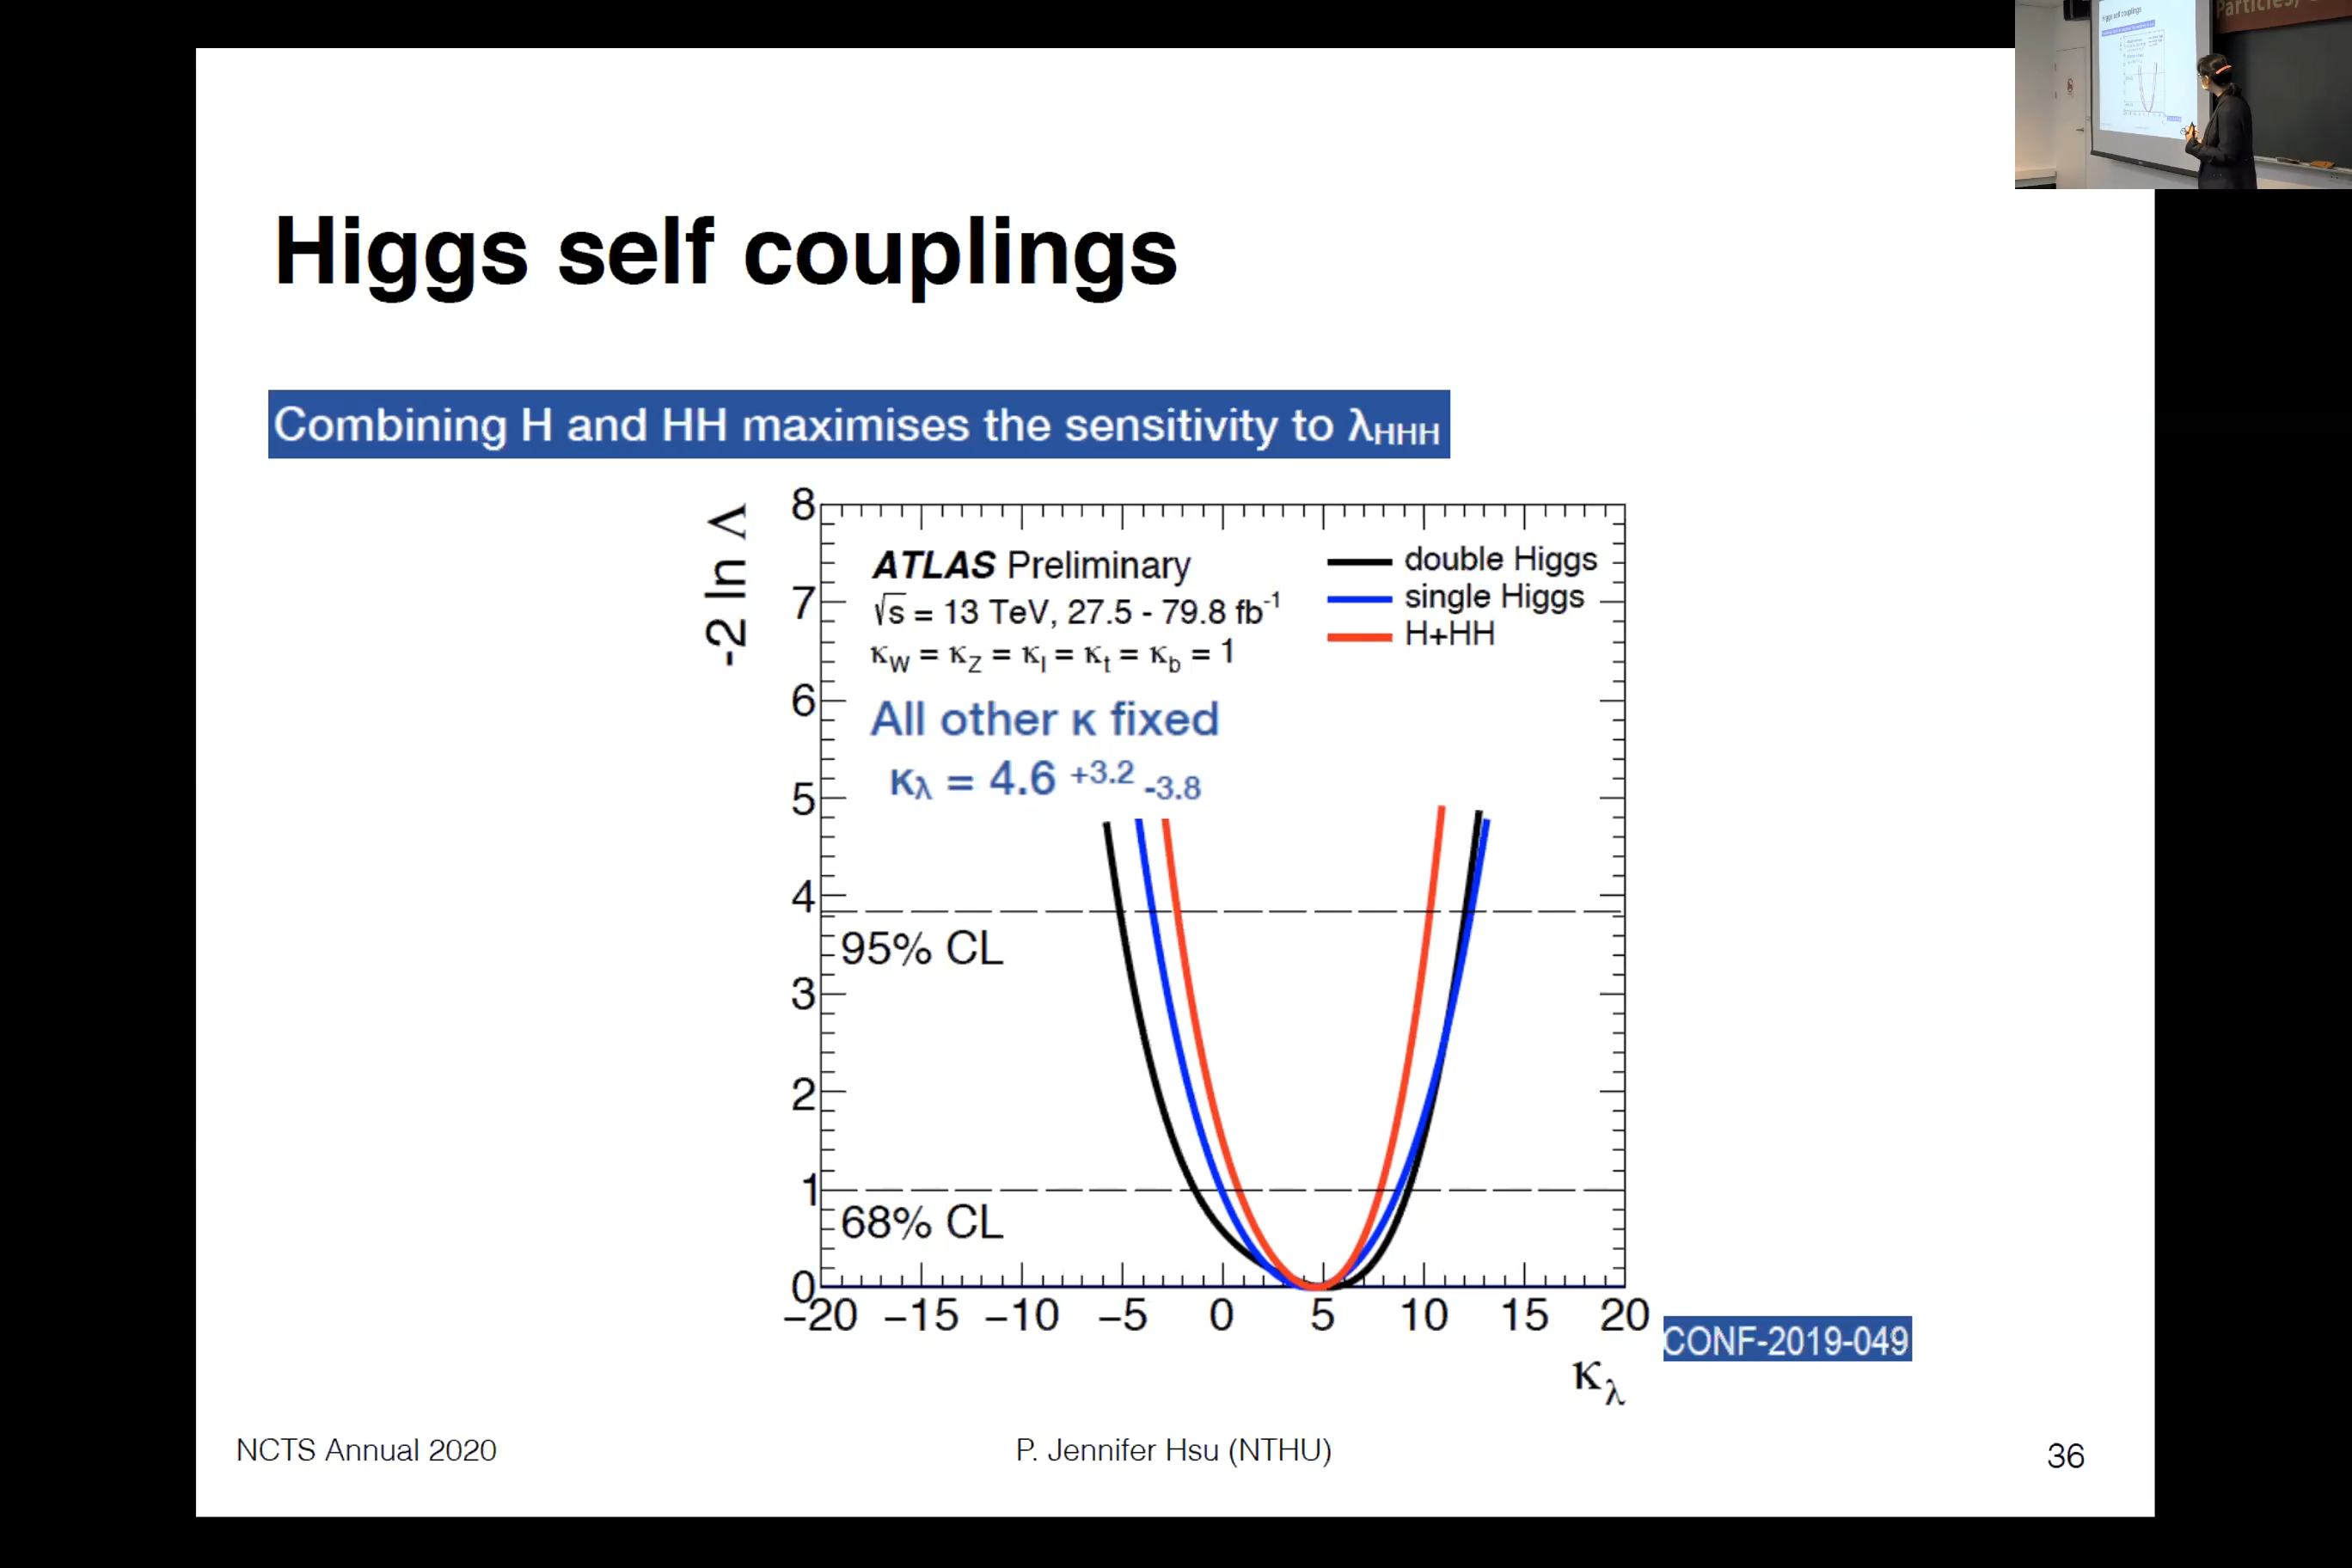 Particles,
Higgs self couplings
Combining H and HH maximises the sensitivity to λHHH
-2 ln Λ
8
7
6
5
4
3
2
1
0
ATLAS Preliminary
√s = 13 TeV, 27.5 - 79.8 fb-1
κW = κZ = κl = κt = κb = 1
All other κ fixed
κλ = 4.6 +3.2 -3.8
double Higgs
single Higgs
H+HH
95% CL
68% CL
−20 −15 −10 −5 0 5 10 15 20
κλ
CONF-2019-049
NCTS Annual 2020
P. Jennifer Hsu (NTHU)
36